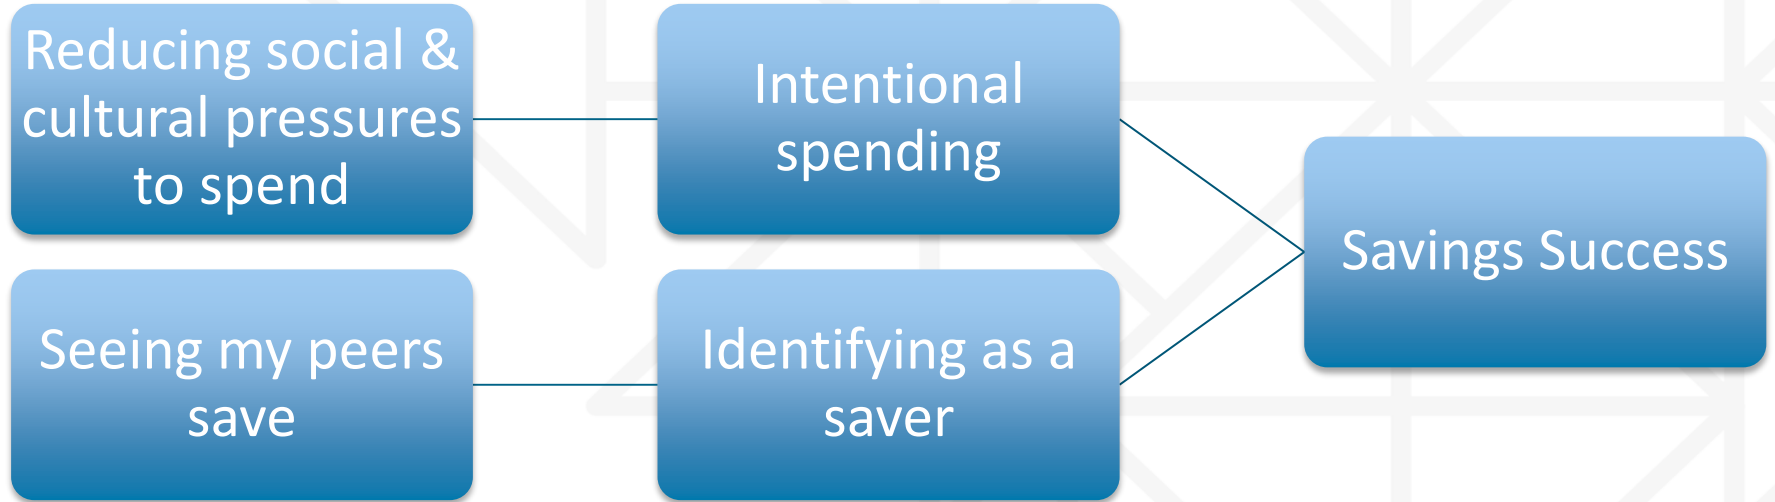 Reducing social &
cultural pressures
to spend
Intentional
spending
Seeing my peers
save
Identifying as a
saver
Savings Success